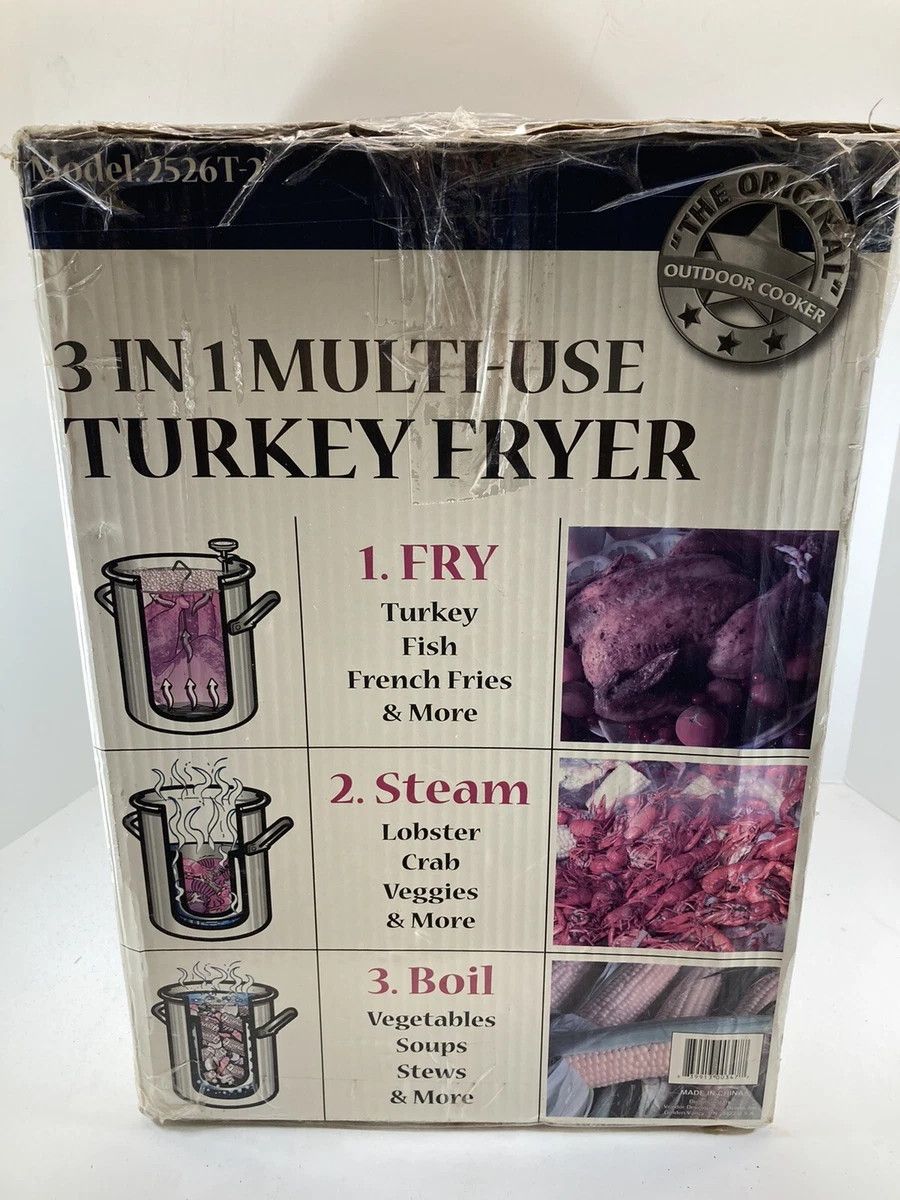 Model: 2526T-2
"THE ORIGINAL"
OUTDOOR COOKER
3 IN 1 MULTI-USE
TURKEY FRYER
1. FRY
Turkey
Fish
French Fries
& More
2. Steam
Lobster
Crab
Veggies
& More
3. Boil
Vegetables
Soups
Stews
& More
MADE IN CHINA